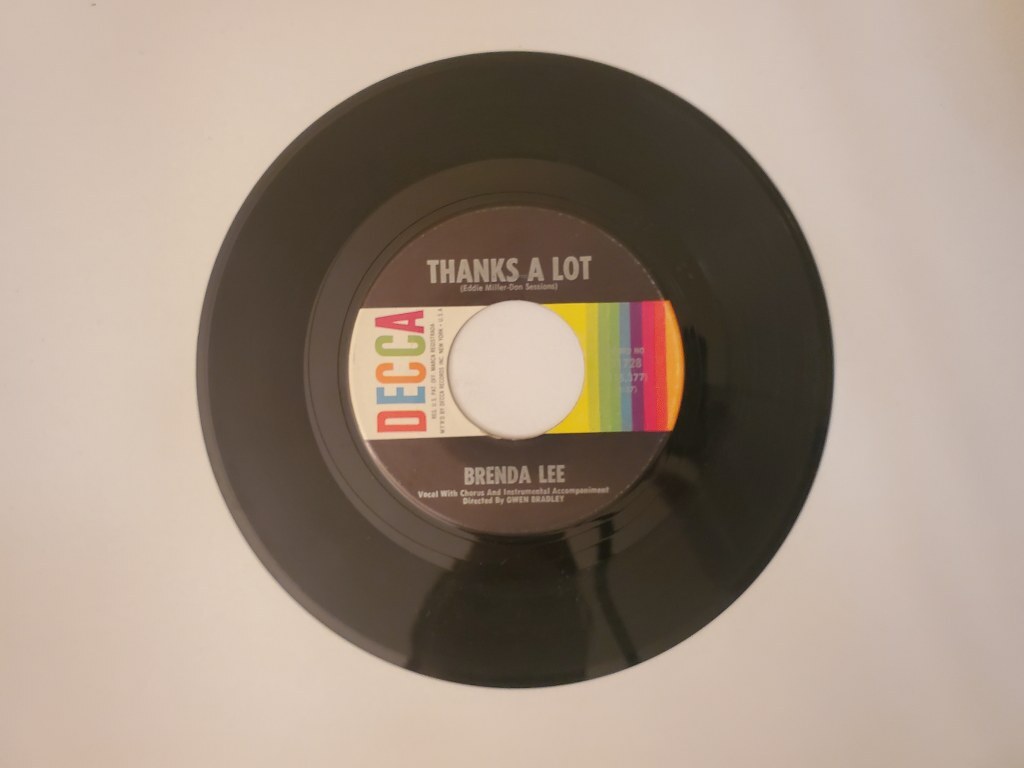 THANKS A LOT
(Eddie Miller-Don Sessions)
DECCA
BRENDA LEE
Vocal With Chorus And Instrumental Accompaniment
Directed By OWEN BRADLEY